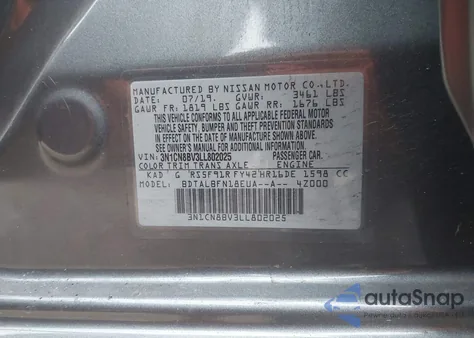 MANUFACTURED BY NISSAN MOTOR CO., LTD.
DATE: 07/19. GVWR: 3461 LBS
GAWR FR: 1819 LBS GAWR RR: 1676 LBS
THIS VEHICLE CONFORMS TO ALL APPLICABLE FEDERAL MOTOR
VEHICLE SAFETY, BUMPER AND THEFT PREVENTION STANDARDS
IN EFFECT ON THE DATE OF MANUFACTURE SHOWN ABOVE.
SEE OWNER'S MANUAL FOR ADDITIONAL INFORMATION
VIN: 3N1CN8BV3LL802025 PASSENGER CAR.
COLOR TRIM TRANS AXLE ENGINE
KAD G RS5F91R FY42 HR16DE 1598 CC
MODEL: BDTALBFN18EUA--A-- 4Z000
3N1CN8BV3LL802025
autoSnap